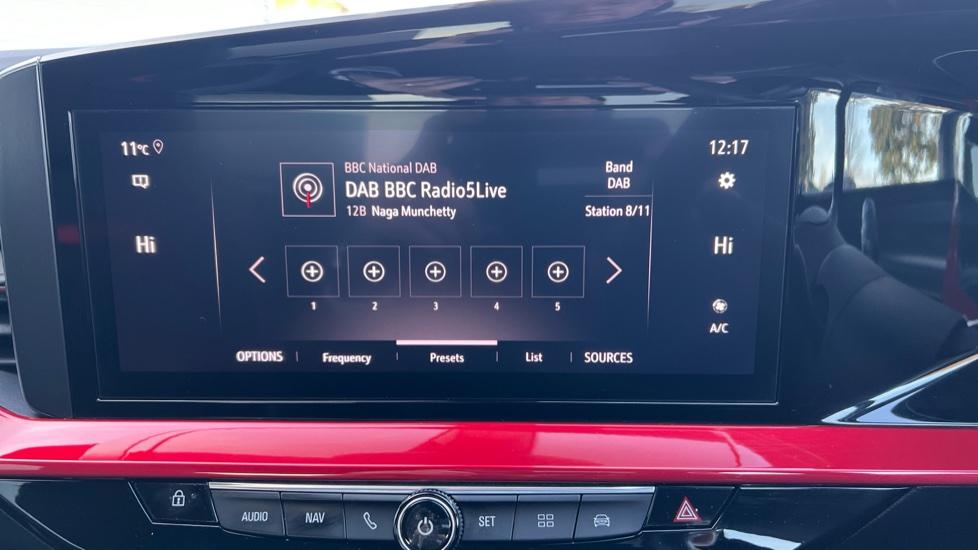 11°C
12:17
BBC National DAB
DAB BBC Radio5Live
12B Naga Munchetty
Band
DAB
Station 8/11
Hi
Hi
1 2 3 4 5
A/C
OPTIONS Frequency Presets List SOURCES
AUDIO NAV SET